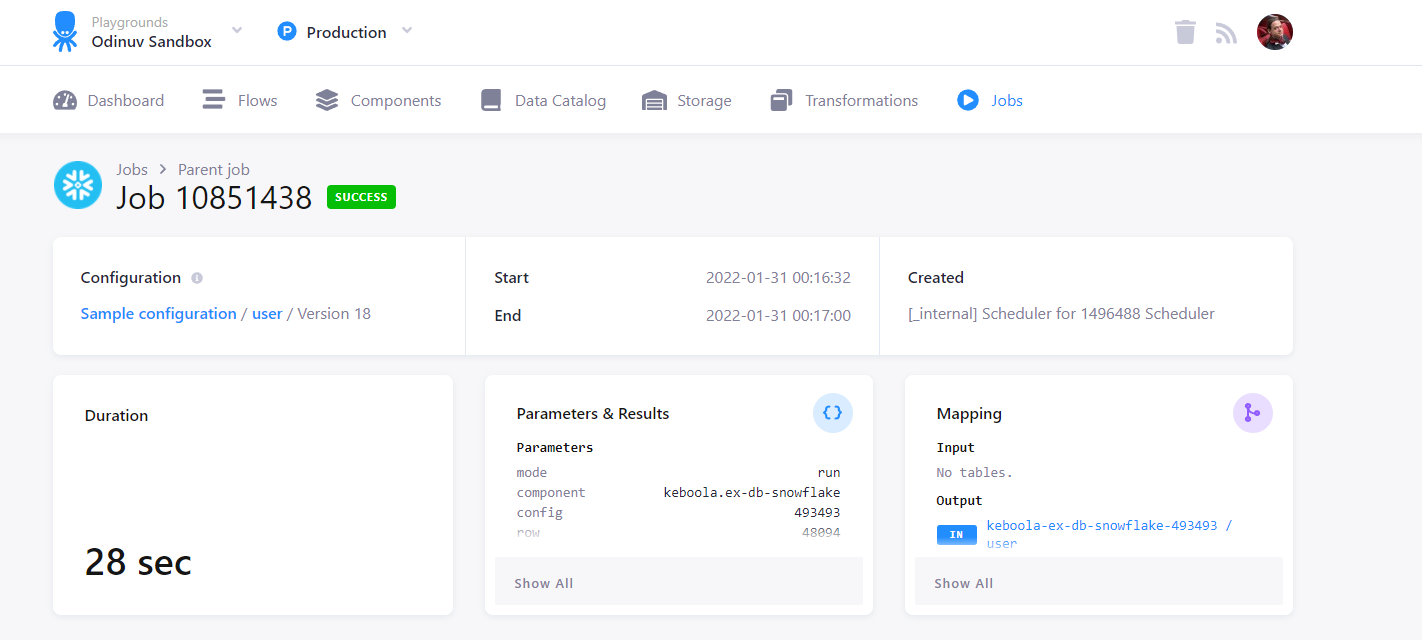 Playgrounds
Odinuv Sandbox
P Production
Dashboard Flows Components Data Catalog Storage Transformations Jobs
Jobs > Parent job
Job 10851438 SUCCESS
Configuration
Sample configuration / user / Version 18
Start 2022-01-31 00:16:32
End 2022-01-31 00:17:00
Created
[_internal] Scheduler for 1496488 Scheduler
Duration
28 sec
Parameters & Results
Parameters
mode run
component keboola.ex-db-snowflake
config 493493
row 48094
Show All
Mapping
Input
No tables.
Output
IN keboola-ex-db-snowflake-493493 /
user
Show All